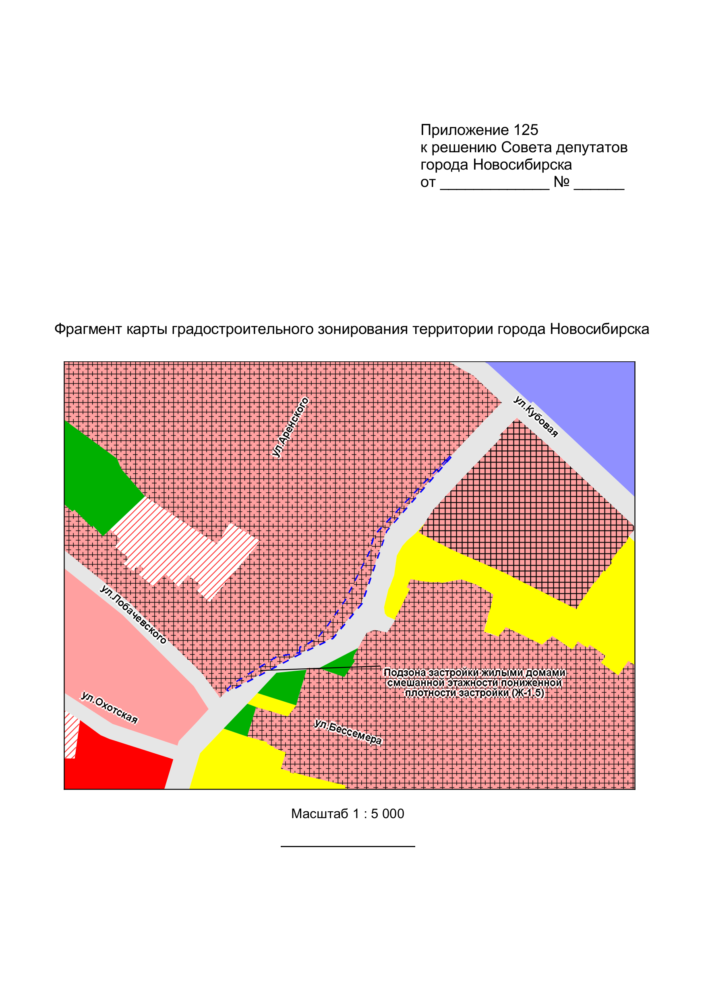 Приложение 125
к решению Совета депутатов
города Новосибирска
от _____________ № ______
Фрагмент карты градостроительного зонирования территории города Новосибирска
ул.Кубовая
ул.Аренского
ул.Лобачевского
Подзона застройки жилыми домами
смешанной этажности пониженной
плотности застройки (Ж-1.5)
ул.Охотская
ул.Бессемера
Масштаб 1 : 5 000